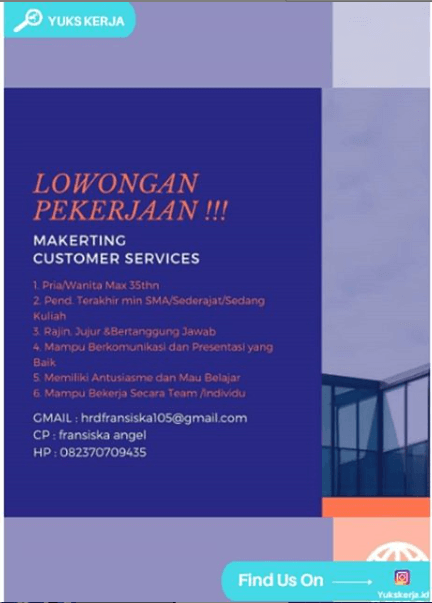 YUKS KERJA
LOWONGAN
PEKERJAAN !!!
MAKERTING
CUSTOMER SERVICES
1. Pria/Wanita Max 35thn
2. Pend. Terakhir min SMA/Sederajat/Sedang
Kuliah
3. Rajin, Jujur &Bertanggung Jawab
4. Mampu Berkomunikasi dan Presentasi yang
Baik
5. Memiliki Antusiasme dan Mau Belajar
6. Mampu Bekerja Secara Team /Individu
GMAIL : hrdfransiska105@gmail.com
CP : fransiska angel
HP : 082370709435
Find Us On
Yukskerja.id